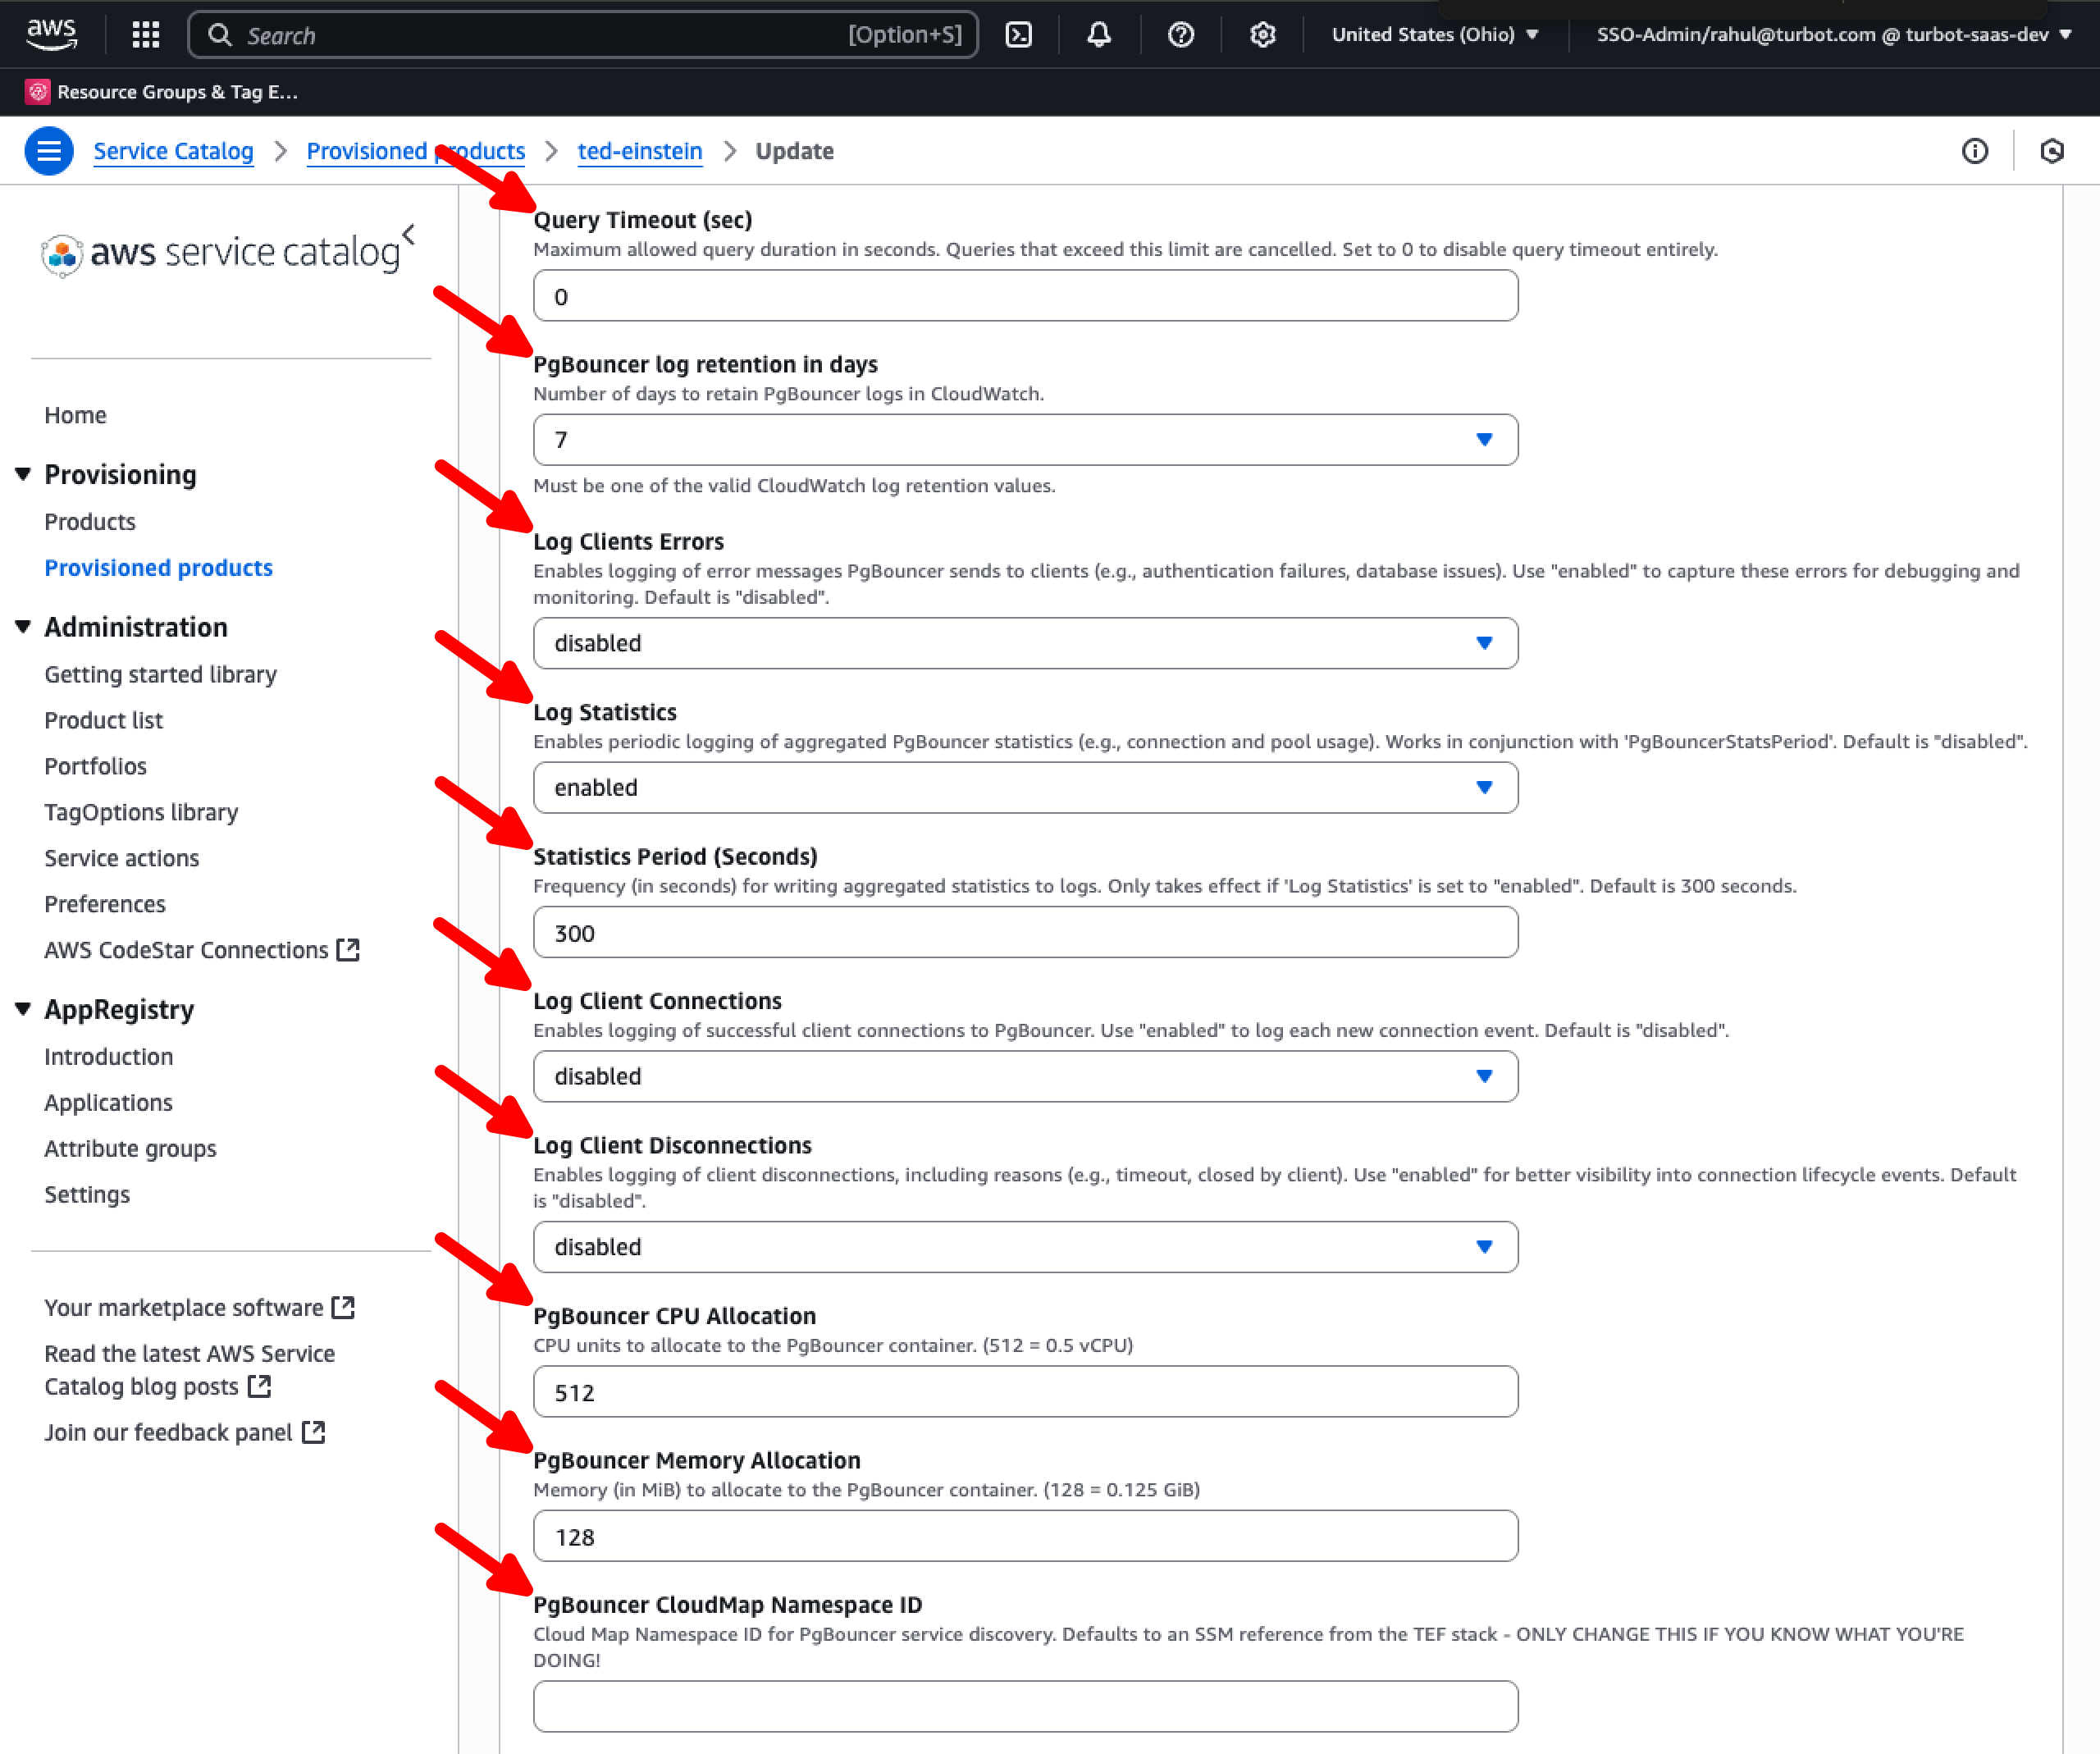 aws
Search
[Option+S]
United States (Ohio)
SSO-Admin/rahul@turbot.com @ turbot-saas-dev
Resource Groups & Tag E...
Service Catalog
Provisioned products
ted-einstein
Update
aws service catalog
Home
Provisioning
Products
Provisioned products
Administration
Getting started library
Product list
Portfolios
TagOptions library
Service actions
Preferences
AWS CodeStar Connections
AppRegistry
Introduction
Applications
Attribute groups
Settings
Your marketplace software
Read the latest AWS Service
Catalog blog posts
Join our feedback panel
Query Timeout (sec)
Maximum allowed query duration in seconds. Queries that exceed this limit are cancelled. Set to 0 to disable query timeout entirely.
0
PgBouncer log retention in days
Number of days to retain PgBouncer logs in CloudWatch.
7
Must be one of the valid CloudWatch log retention values.
Log Clients Errors
Enables logging of error messages PgBouncer sends to clients (e.g., authentication failures, database issues). Use "enabled" to capture these errors for debugging and
monitoring. Default is "disabled".
disabled
Log Statistics
Enables periodic logging of aggregated PgBouncer statistics (e.g., connection and pool usage). Works in conjunction with 'PgBouncerStatsPeriod'. Default is "disabled".
enabled
Statistics Period (Seconds)
Frequency (in seconds) for writing aggregated statistics to logs. Only takes effect if 'Log Statistics' is set to "enabled". Default is 300 seconds.
300
Log Client Connections
Enables logging of successful client connections to PgBouncer. Use "enabled" to log each new connection event. Default is "disabled".
disabled
Log Client Disconnections
Enables logging of client disconnections, including reasons (e.g., timeout, closed by client). Use "enabled" for better visibility into connection lifecycle events. Default
is "disabled".
disabled
PgBouncer CPU Allocation
CPU units to allocate to the PgBouncer container. (512 = 0.5 vCPU)
512
PgBouncer Memory Allocation
Memory (in MiB) to allocate to the PgBouncer container. (128 = 0.125 GiB)
128
PgBouncer CloudMap Namespace ID
Cloud Map Namespace ID for PgBouncer service discovery. Defaults to an SSM reference from the TEF stack - ONLY CHANGE THIS IF YOU KNOW WHAT YOU'RE
DOING!